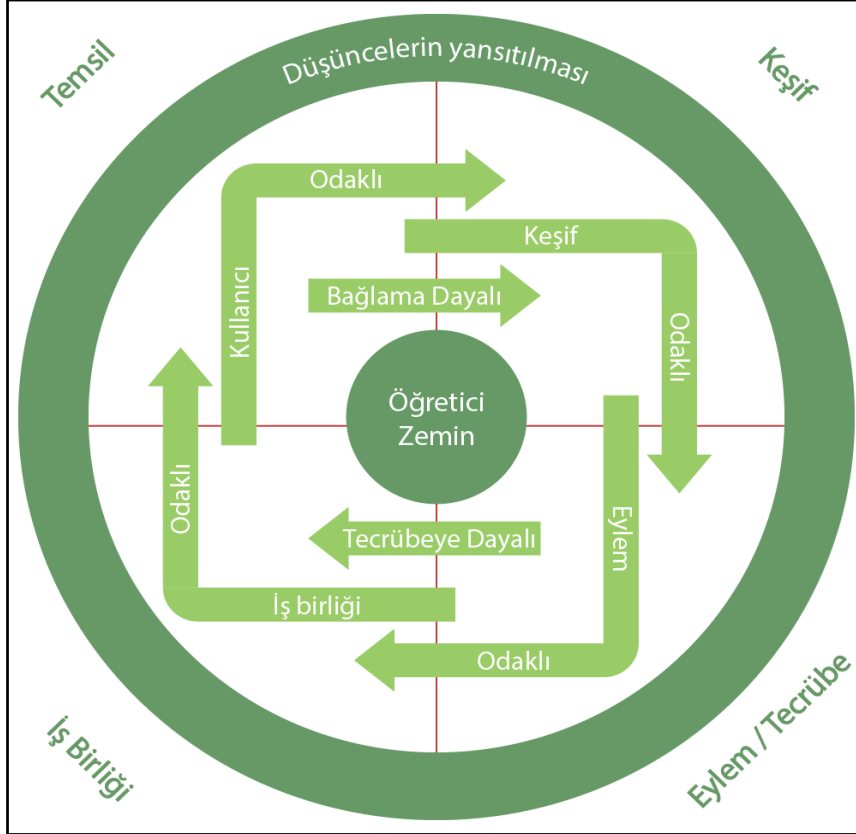 Temsil
Düşüncelerin yansıtılması
Keşif
Odaklı
Keşif
Kullanıcı
Bağlama Dayalı
Odaklı
Öğretici
Zemin
Odaklı
Eylem
Tecrübeye Dayalı
İş birliği
Odaklı
İş Birliği
Eylem / Tecrübe